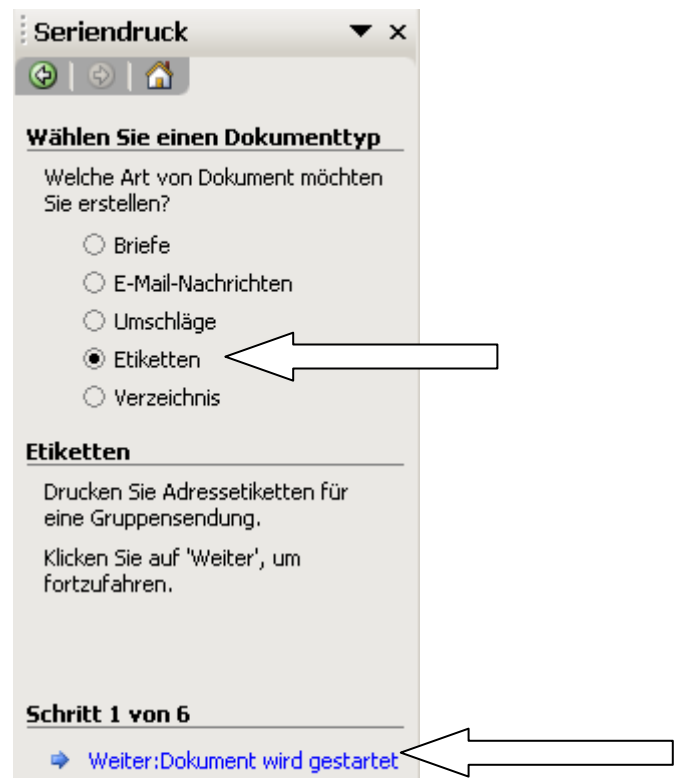 Seriendruck
Wählen Sie einen Dokumenttyp
Welche Art von Dokument möchten
Sie erstellen?
Briefe
E-Mail-Nachrichten
Umschläge
Etiketten
Verzeichnis
Etiketten
Drucken Sie Adressetiketten für
eine Gruppensendung.
Klicken Sie auf 'Weiter', um
fortzufahren.
Schritt 1 von 6
Weiter:Dokument wird gestartet